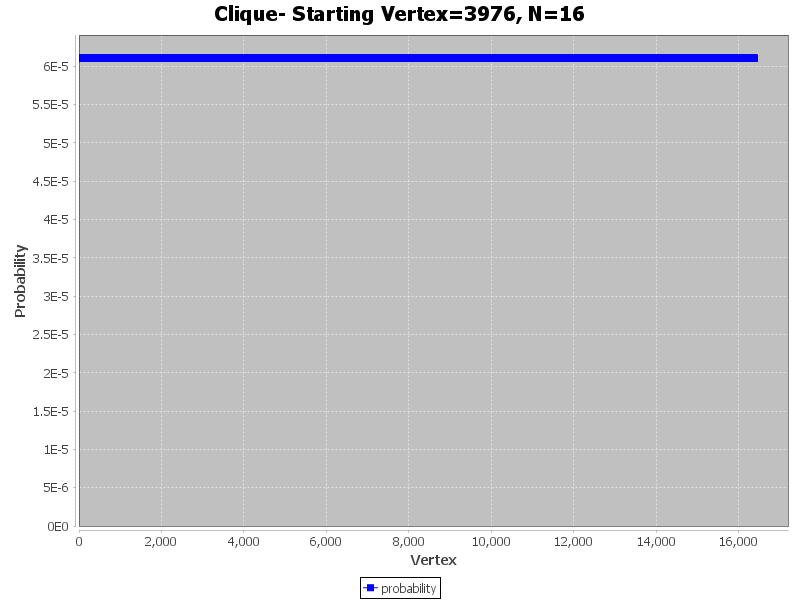 Clique- Starting Vertex=3976, N=16
6E-5
5.5E-5
5E-5
4.5E-5
4E-5
3.5E-5
3E-5
2.5E-5
2E-5
1.5E-5
1E-5
5E-6
0E0
Probability
0 2,000 4,000 6,000 8,000 10,000 12,000 14,000 16,000
Vertex
probability